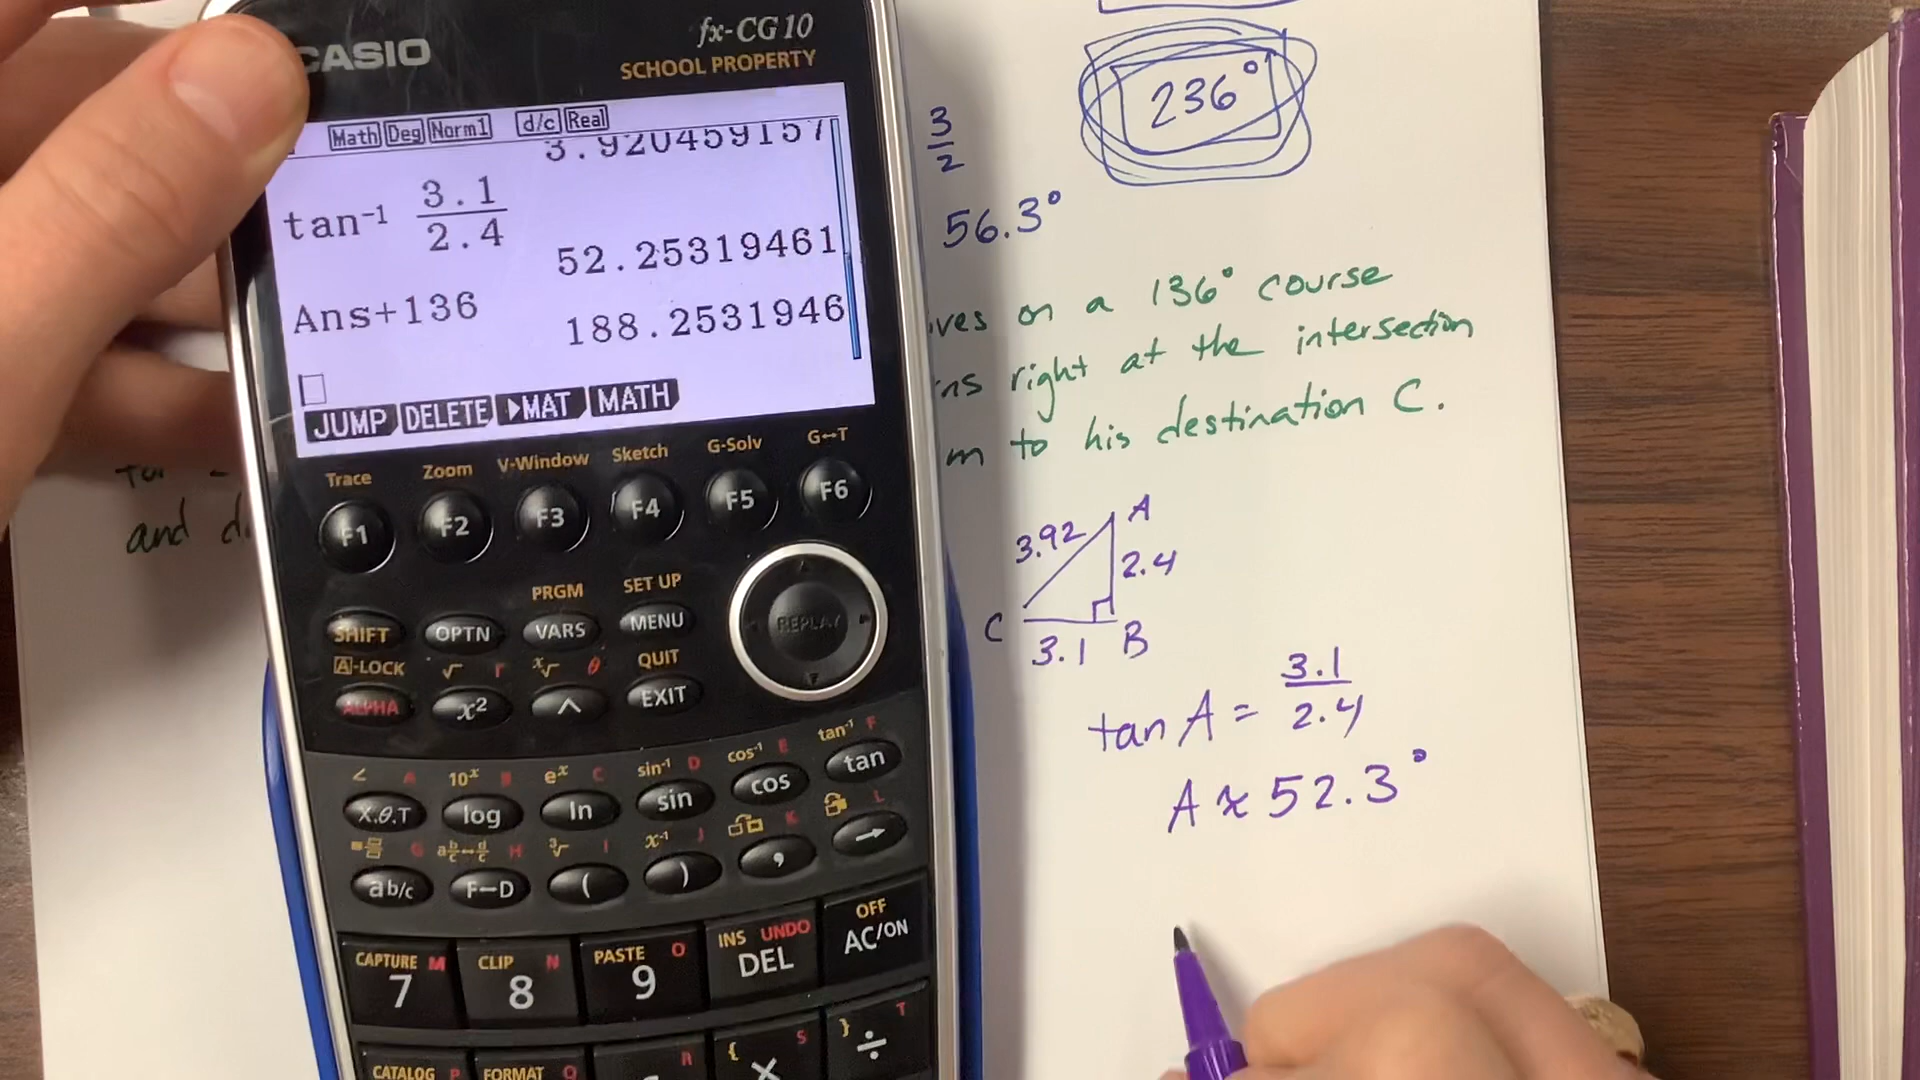 CASIO
fx-CG 10
SCHOOL PROPERTY
Math Deg Norm1 d/c Real
3.920459157
tan⁻¹ 3.1/2.4
52.25319461
Ans+136
188.2531946
JUMP DELETE ▶MAT MATH
Trace Zoom V-Window Sketch G-Solv G↔T
F1 F2 F3 F4 F5 F6
PRGM SET UP
SHIFT OPTN VARS MENU
REPLAY
A-LOCK √ r ˣ√ θ QUIT
ALPHA x² ^ EXIT
∠ A 10ˣ B eˣ C sin⁻¹ D cos⁻¹ E tan⁻¹ F
X,θ,T log ln sin cos tan
G a b/c↔d/c H ³√ I x⁻¹ J K L
ab/c F↔D ( ) , →
CAPTURE M CLIP N PASTE O INS UNDO OFF
7 8 9 DEL AC/ON
CATALOG P FORMAT Q R { S } T
× ÷
and
236°
3/2
56.3°
ves on a 136° course
ns right at the intersection
m to his destination C.
A
3.92
2.4
C
3.1 B
tan A = 3.1/2.4
A ≈ 52.3°